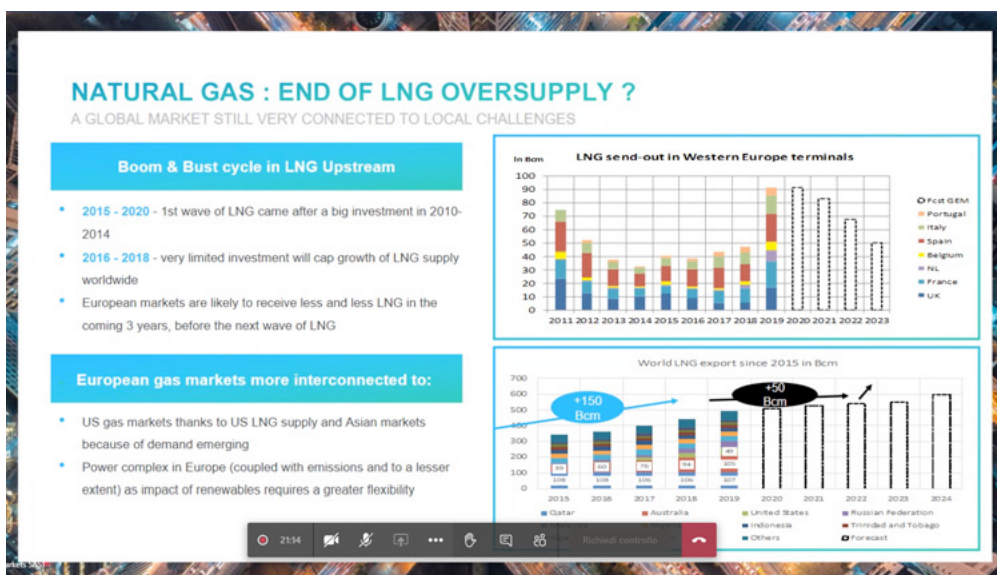 NATURAL GAS : END OF LNG OVERSUPPLY ?
A GLOBAL MARKET STILL VERY CONNECTED TO LOCAL CHALLENGES
Boom & Bust cycle in LNG Upstream
• 2015 - 2020 - 1st wave of LNG came after a big investment in 2010-
2014
• 2016 - 2018 - very limited investment will cap growth of LNG supply
worldwide
• European markets are likely to receive less and less LNG in the
coming 3 years, before the next wave of LNG
European gas markets more interconnected to:
• US gas markets thanks to US LNG supply and Asian markets
because of demand emerging
• Power complex in Europe (coupled with emissions and to a lesser
extent) as impact of renewables requires a greater flexibility
In Bcm
LNG send-out in Western Europe terminals
100
90
80
70
60
50
40
30
20
10
0
2011 2012 2013 2014 2015 2016 2017 2018 2019 2020 2021 2022 2023
Fcst GEM
Portugal
Italy
Spain
Belgium
NL
France
UK
World LNG export since 2015 in Bcm
700
600
500
400
300
200
100
0
+150
Bcm
+50
Bcm
60 76 94 105
49
108 108 106 106 107
2015 2016 2017 2018 2019 2020 2021 2022 2023 2024
Qatar Australia United States Russian Federation
Indonesia Trinidad and Tobago
Others Forecast
21:14
Richiedi controllo